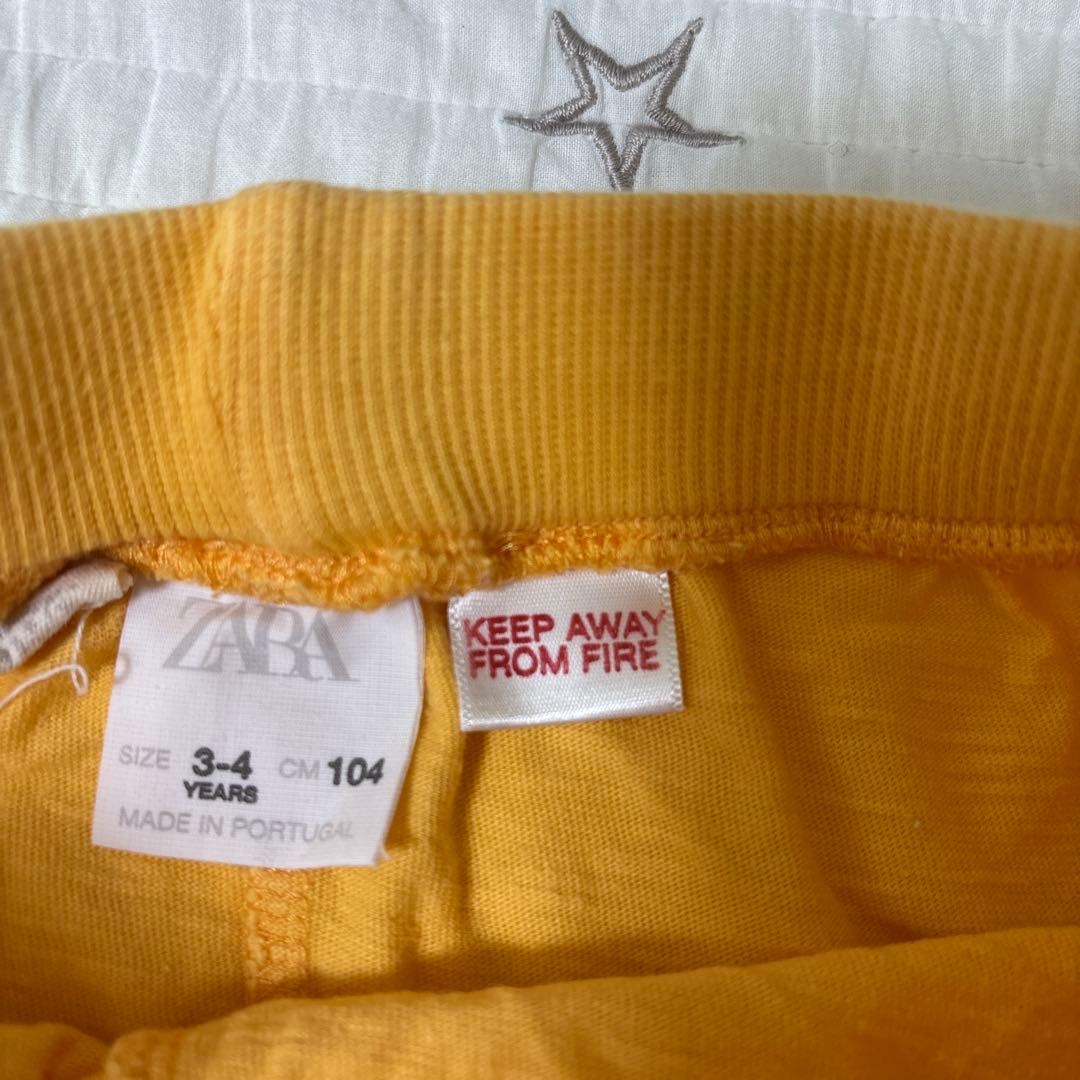 ZARA
SIZE 3-4 CM 104
YEARS
MADE IN PORTUGAL
KEEP AWAY
FROM FIRE